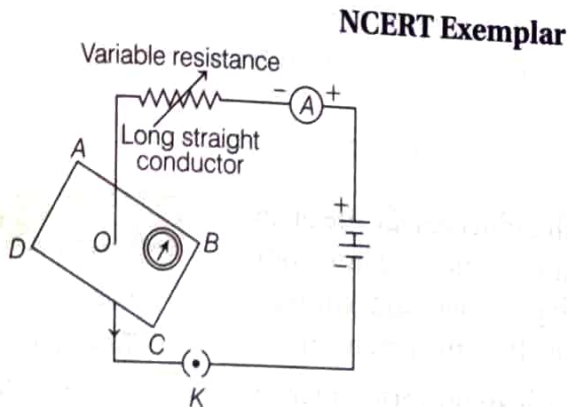 NCERT Exemplar
Variable resistance
− A +
Long straight
conductor
A
+
O
B
D
−
C
K